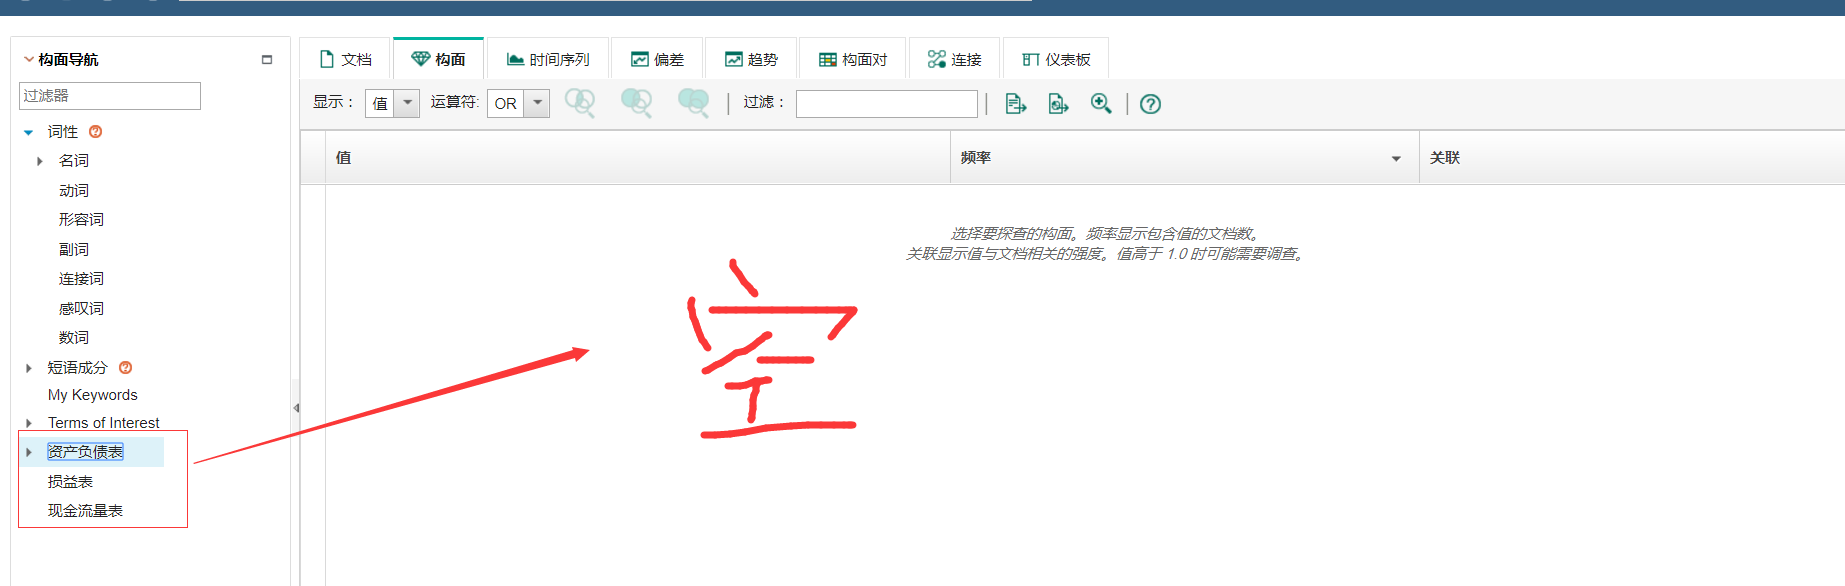 构面导航
过滤器
词性
名词
动词
形容词
副词
连接词
感叹词
数词
短语成分
My Keywords
Terms of Interest
资产负债表
损益表
现金流量表
文档 构面 时间序列 偏差 趋势 构面对 连接 仪表板
显示： 值 运算符: OR 过滤：
值 频率 关联
选择要探查的构面。频率显示包含值的文档数。
关联显示值与文档相关的强度。值高于 1.0 时可能需要调查。
空